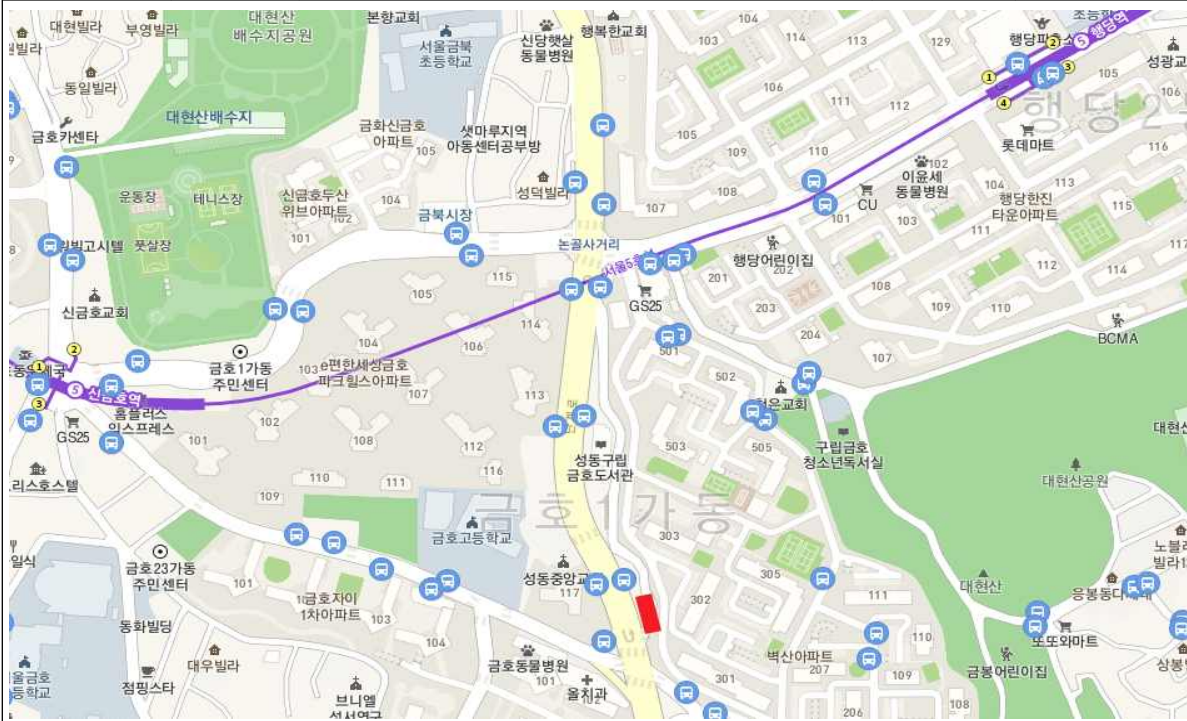 대현빌라
부영빌라
대현산
배수지공원
본향교회
서울금북
초등학교
신당햇살
동물병원
행복한교회
103
104
114
113
129
행당파출소
2
5 행당역
3
1
4
성광교
105
동일빌라
106
112
111
행당2
롯데마트
금호카센타
대현산배수지
금화신금호
아파트
105
샛마루지역
아동센터공부방
105
110
102
이윤세
동물병원
116
운동장
테니스장
신금호두산
위브아파트
104
102
101
성덕빌라
금북시장
108
107
CU
101
103
행당한진
타운아파트
104
115
113
112
117
114
풋살장
논골사거리
행당어린이집
202
201
203
204
108
109
110
신금호교회
115
105
114
GS25
BCMA
107
2
1
3
5 신금호역
금호1가동
주민센터
103
104
106
e편한세상금호
파크힐스아파트
107
113
501
502
홈플러스
익스프레스
GS25
101
102
108
112
116
110
111
109
성동구립
금호도서관
503
505
구립금호
청소년독서실
대현산공원
금호1가동
금호고등학교
303
305
302
301
금호23가동
주민센터
101
금호자이
1차아파트
103
104
성동중앙교
117
111
110
대현산
동화빌딩
대우빌라
점핑스타
브니엘
금호동물병원
101
올치과
벽산아파트
207
109
206
108
금봉어린이집
또또와마트